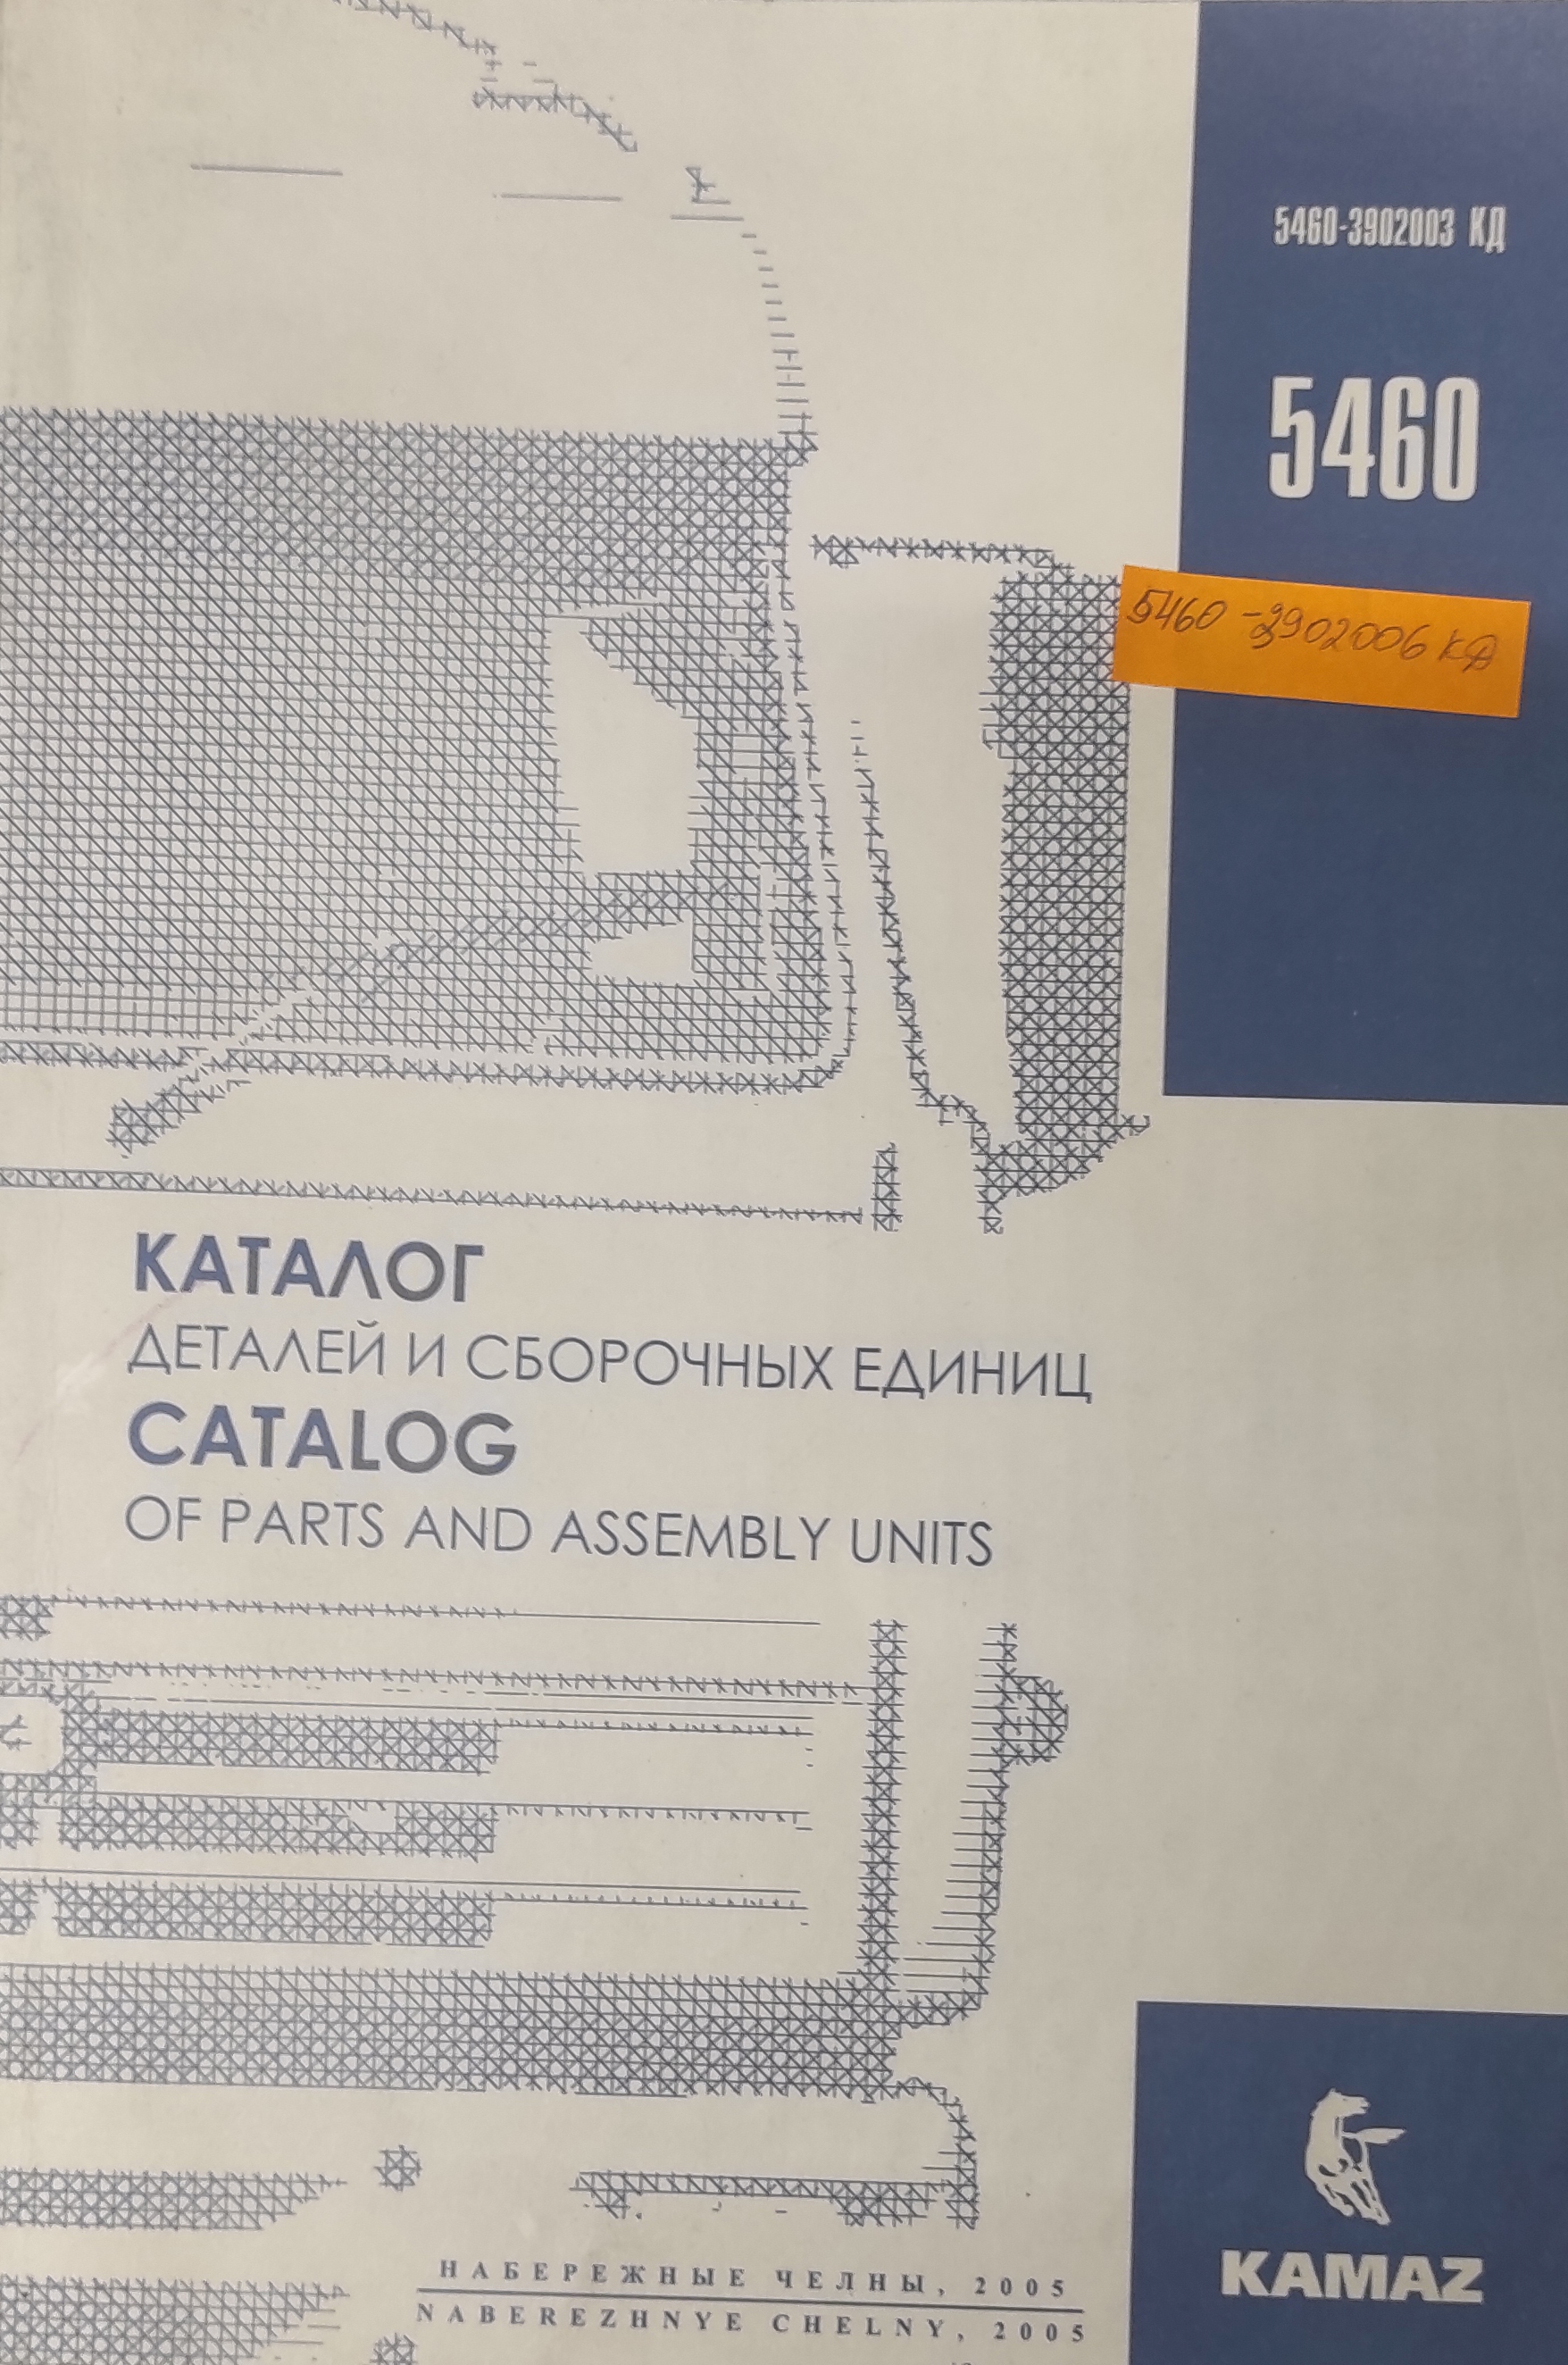 5460-3902003 КД
5460
5460-3902006 КД
КАТАЛОГ
ДЕТАЛЕЙ И СБОРОЧНЫХ ЕДИНИЦ
CATALOG
OF PARTS AND ASSEMBLY UNITS
KAMAZ
НАБЕРЕЖНЫЕ ЧЕЛНЫ, 2005
NABEREZHNYE CHELNY, 2005